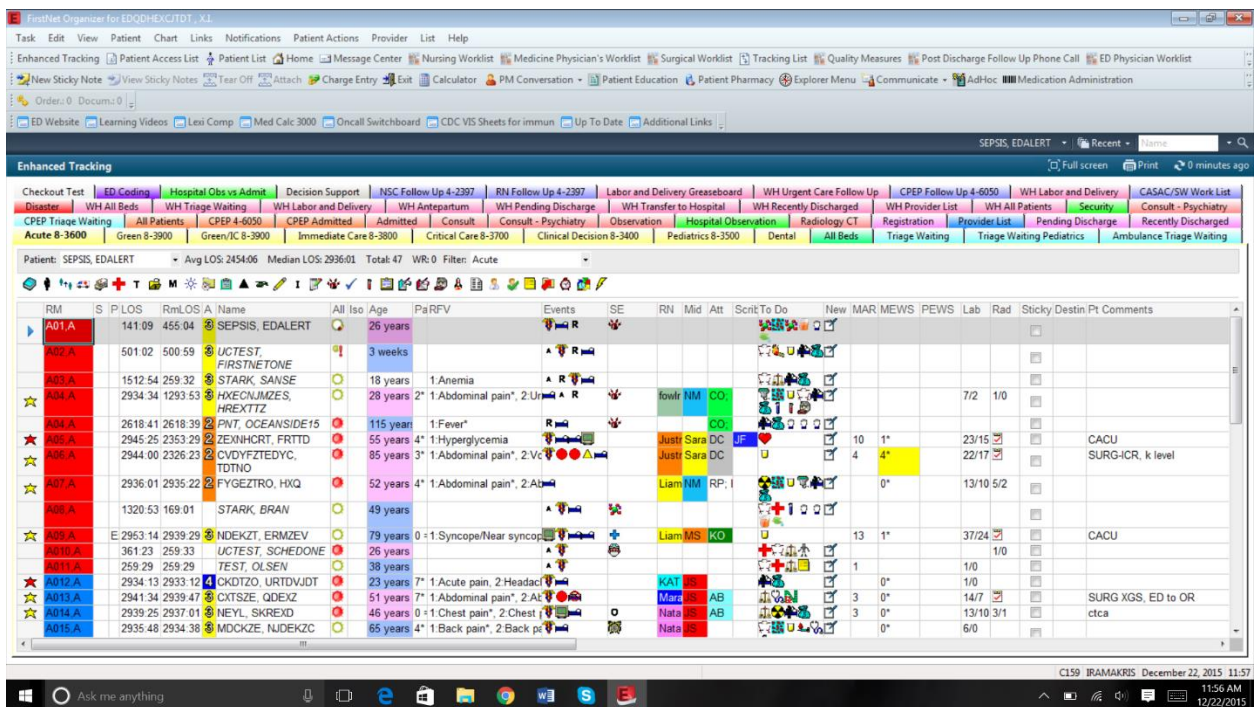 FirstNet Organizer for EDQDHEXC/TDT , X.I.
Task Edit View Patient Chart Links Notifications Patient Actions Provider List Help
Enhanced Tracking Patient Access List Patient List Home Message Center Nursing Worklist Medicine Physician's Worklist Surgical Worklist Tracking List Quality Measures Post Discharge Follow Up Phone Call ED Physician Worklist
New Sticky Note View Sticky Notes Tear Off Attach Charge Entry Exit Calculator PM Conversation Patient Education Patient Pharmacy Explorer Menu Communicate AdHoc Medication Administration
Order.: 0 Docum.: 0
ED Website Learning Videos Lexi Comp Med Calc 3000 Oncall Switchboard CDC VIS Sheets for immun Up To Date Additional Links
SEPSIS, EDALERT Recent Name
Enhanced Tracking Full screen Print 0 minutes ago
Checkout Test ED Coding Hospital Obs vs Admit Decision Support NSC Follow Up 4-2397 RN Follow Up 4-2397 Labor and Delivery Greaseboard WH Urgent Care Follow Up CPEP Follow Up 4-6050 WH Labor and Delivery CASAC/SW Work List
Disaster WH All Beds WH Triage Waiting WH Labor and Delivery WH Antepartum WH Pending Discharge WH Transfer to Hospital WH Recently Discharged WH Provider List WH All Patients Security Consult - Psychiatry
CPEP Triage Waiting All Patients CPEP 4-6050 CPEP Admitted Admitted Consult Consult - Psychiatry Observation Hospital Observation Radiology CT Registration Provider List Pending Discharge Recently Discharged
Acute 8-3600 Green 8-3900 Green/IC 8-3900 Immediate Care 8-3800 Critical Care 8-3700 Clinical Decision 8-3400 Pediatrics 8-3500 Dental All Beds Triage Waiting Triage Waiting Pediatrics Ambulance Triage Waiting
Patient: SEPSIS, EDALERT Avg LOS: 2454:06 Median LOS: 2936:01 Total: 47 WR: 0 Filter: Acute
RM S P LOS RmLOS A Name All Iso Age Pa RFV Events SE RN Mid Att Scrib To Do New MAR MEWS PEWS Lab Rad Sticky Destin Pt Comments
A01,A 141:09 455:04 3 SEPSIS, EDALERT 26 years R
A02,A 501:02 500:59 3 UCTEST, FIRSTNETONE 3 weeks A R
A03,A 1512:54 259:32 3 STARK, SANSE 18 years 1:Anemia A R
A04,A 2934:34 1293:53 3 HXECNJMZES, HREXTTZ 28 years 2* 1:Abdominal pain*, 2:Ur A R fowlr NM CO; 7/2 1/0
A04,A 2618:41 2618:39 2 PNT, OCEANSIDE15 115 years 1:Fever* R CO;
A05,A 2945:25 2353:29 2 ZEXNHCRT, FRTTD 55 years 4* 1:Hyperglycemia Justr Sara DC JF 10 1* 23/15 CACU
A06,A 2944:00 2326:23 2 CVDYFZTEDYC, TDTNO 85 years 3* 1:Abdominal pain*, 2:Vc Justr Sara DC 4 4* 22/17 SURG-ICR, k level
A07,A 2936:01 2935:22 2 FYGEZTRO, HXQ 52 years 4* 1:Abdominal pain*, 2:Ab Liam NM RP; 0* 13/10 5/2
A08,A 1320:53 169:01 STARK, BRAN 49 years A
A09,A E 2953:14 2939:29 3 NDEKZT, ERMZEV 79 years 0 = 1:Syncope/Near syncop Liam MS KO 13 1* 37/24 CACU
A010,A 361:23 259:33 UCTEST, SCHEDONE 26 years A 1/0
A011,A 259:29 259:29 TEST, OLSEN 38 years A 1
A012,A 2934:13 2933:12 4 CKDTZO, URTDVJDT 23 years 7* 1:Acute pain, 2:Headacl KAT JS 0* 1/0
A013,A 2941:34 2939:47 3 CXTSZE, QDEXZ 51 years 7* 1:Abdominal pain*, 2:At Mara JS AB 3 0* 14/7 SURG XGS, ED to OR
A014,A 2939:25 2937:01 3 NEYL, SKREXD 46 years 0 = 1:Chest pain*, 2:Chest Nata JS AB 3 0* 13/10 3/1 ctca
A015,A 2935:48 2934:38 3 MDCKZE, NJDEKZC 65 years 4* 1:Back pain*, 2:Back pa Nata JS 0* 6/0
C159 IRAMAKRIS December 22, 2015 11:57
Ask me anything 11:56 AM
12/22/2015